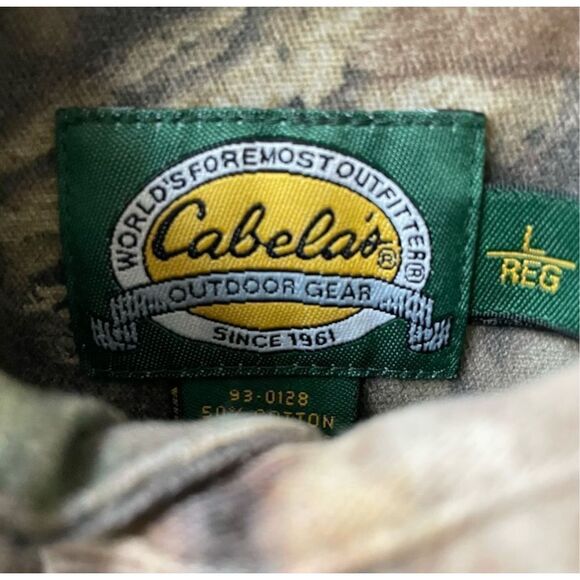 WORLD'S FOREMOST OUTFITTER®
Cabela's®
OUTDOOR GEAR
SINCE 1961
L
REG
93-0128
50% COTTON